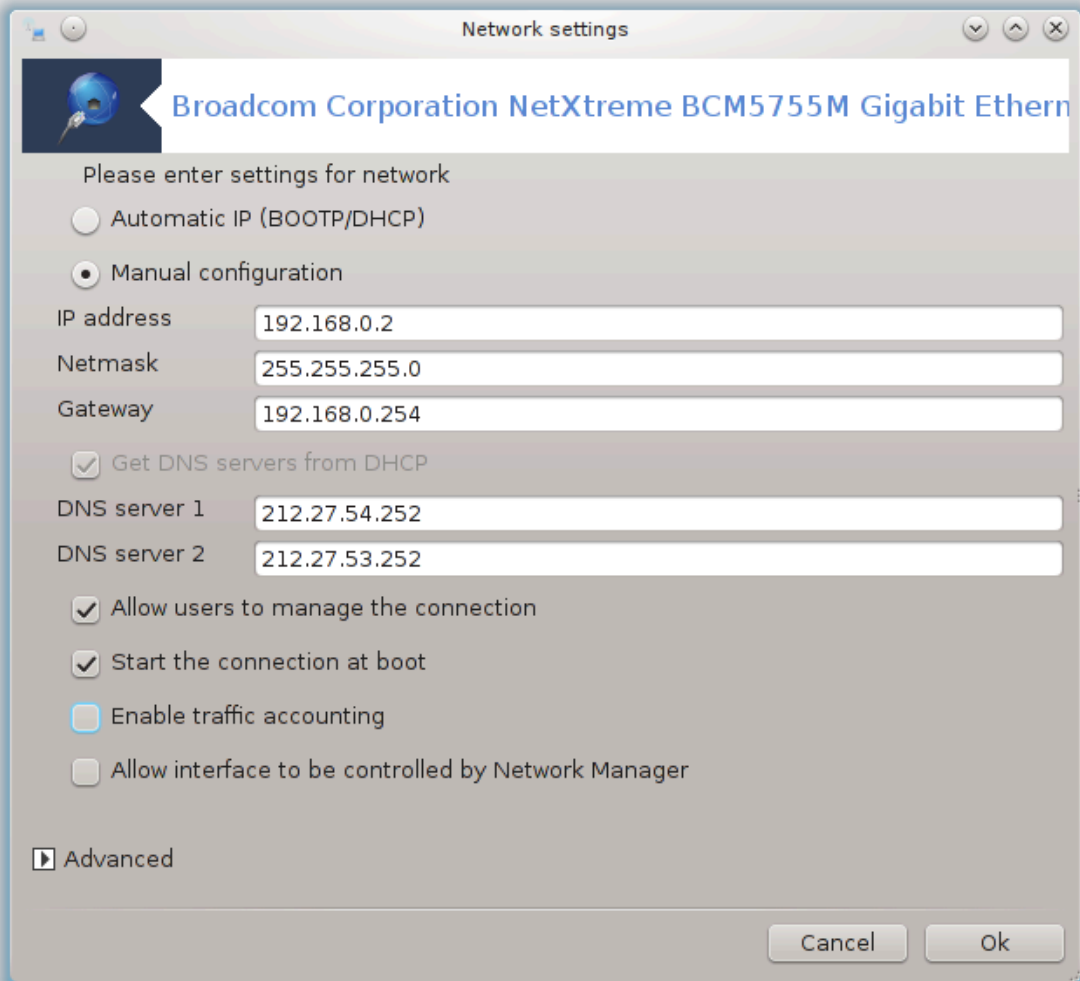 Network settings
Broadcom Corporation NetXtreme BCM5755M Gigabit Ethern
Please enter settings for network
Automatic IP (BOOTP/DHCP)
Manual configuration
IP address 192.168.0.2
Netmask 255.255.255.0
Gateway 192.168.0.254
Get DNS servers from DHCP
DNS server 1 212.27.54.252
DNS server 2 212.27.53.252
Allow users to manage the connection
Start the connection at boot
Enable traffic accounting
Allow interface to be controlled by Network Manager
Advanced
Cancel Ok